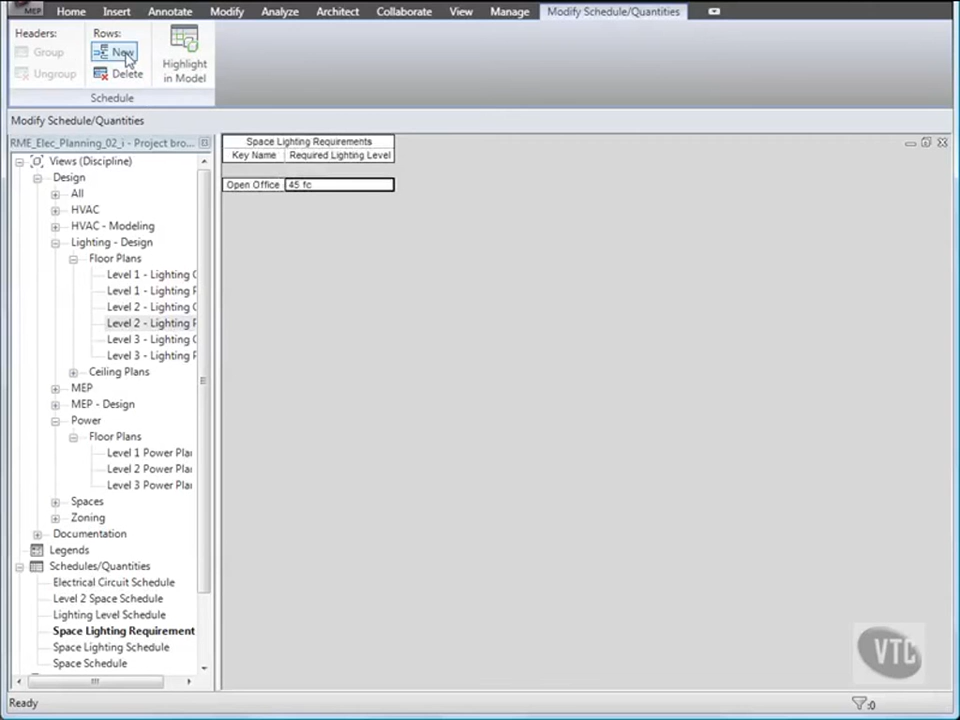 MEP Home Insert Annotate Modify Analyze Architect Collaborate View Manage Modify Schedule/Quantities
Headers:
Group
Ungroup
Rows:
New
Delete
Highlight
in Model
Schedule
Modify Schedule/Quantities
RME_Elec_Planning_02_i - Project bro...
Views (Discipline)
Design
All
HVAC
HVAC - Modeling
Lighting - Design
Floor Plans
Level 1 - Lighting C
Level 1 - Lighting P
Level 2 - Lighting C
Level 2 - Lighting P
Level 3 - Lighting C
Level 3 - Lighting P
Ceiling Plans
MEP
MEP - Design
Power
Floor Plans
Level 1 Power Plan
Level 2 Power Plan
Level 3 Power Plan
Spaces
Zoning
Documentation
Legends
Schedules/Quantities
Electrical Circuit Schedule
Level 2 Space Schedule
Lighting Level Schedule
Space Lighting Requirement
Space Lighting Schedule
Space Schedule
Space Lighting Requirements
Key Name Required Lighting Level
Open Office 45 fc
VTC
Ready
:0